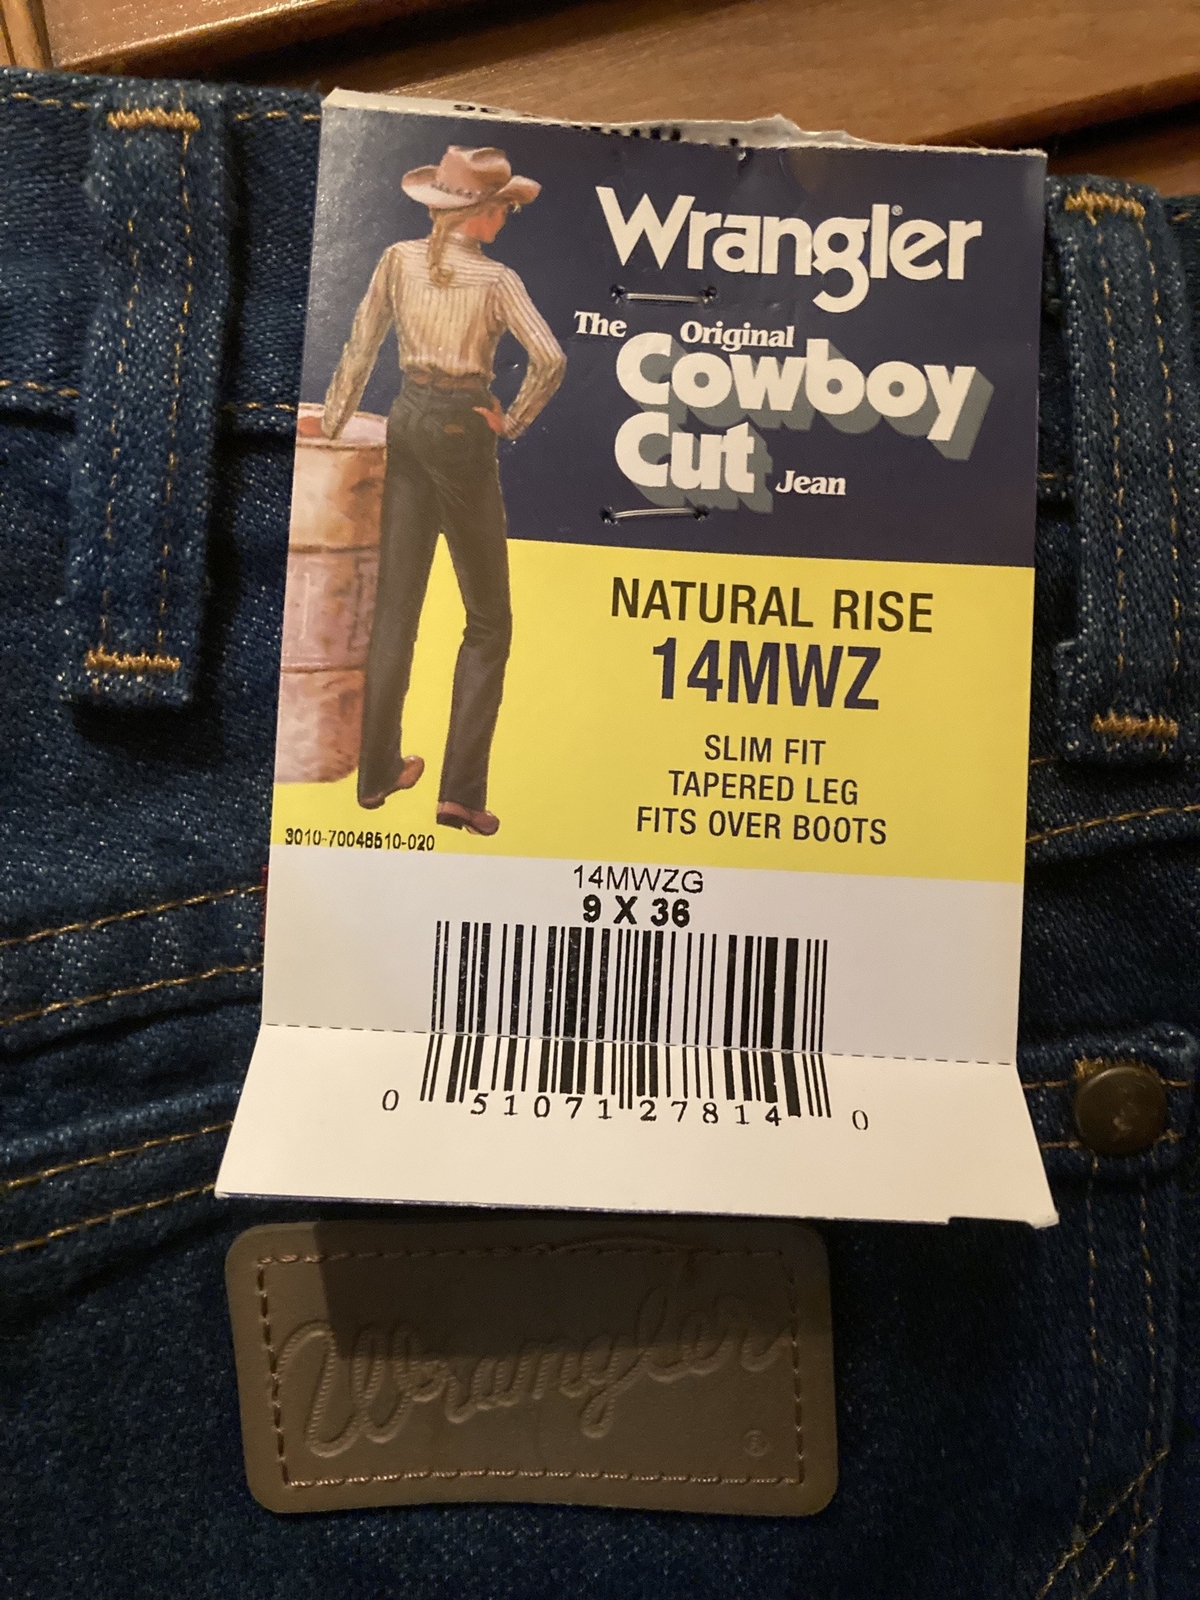 36
Wrangler®
The Original
Cowboy
Cut Jean
NATURAL RISE
14MWZ
SLIM FIT
TAPERED LEG
FITS OVER BOOTS
3010-70048510-020
14MWZG
9 X 36
0 51071 27814 0
Wrangler
®